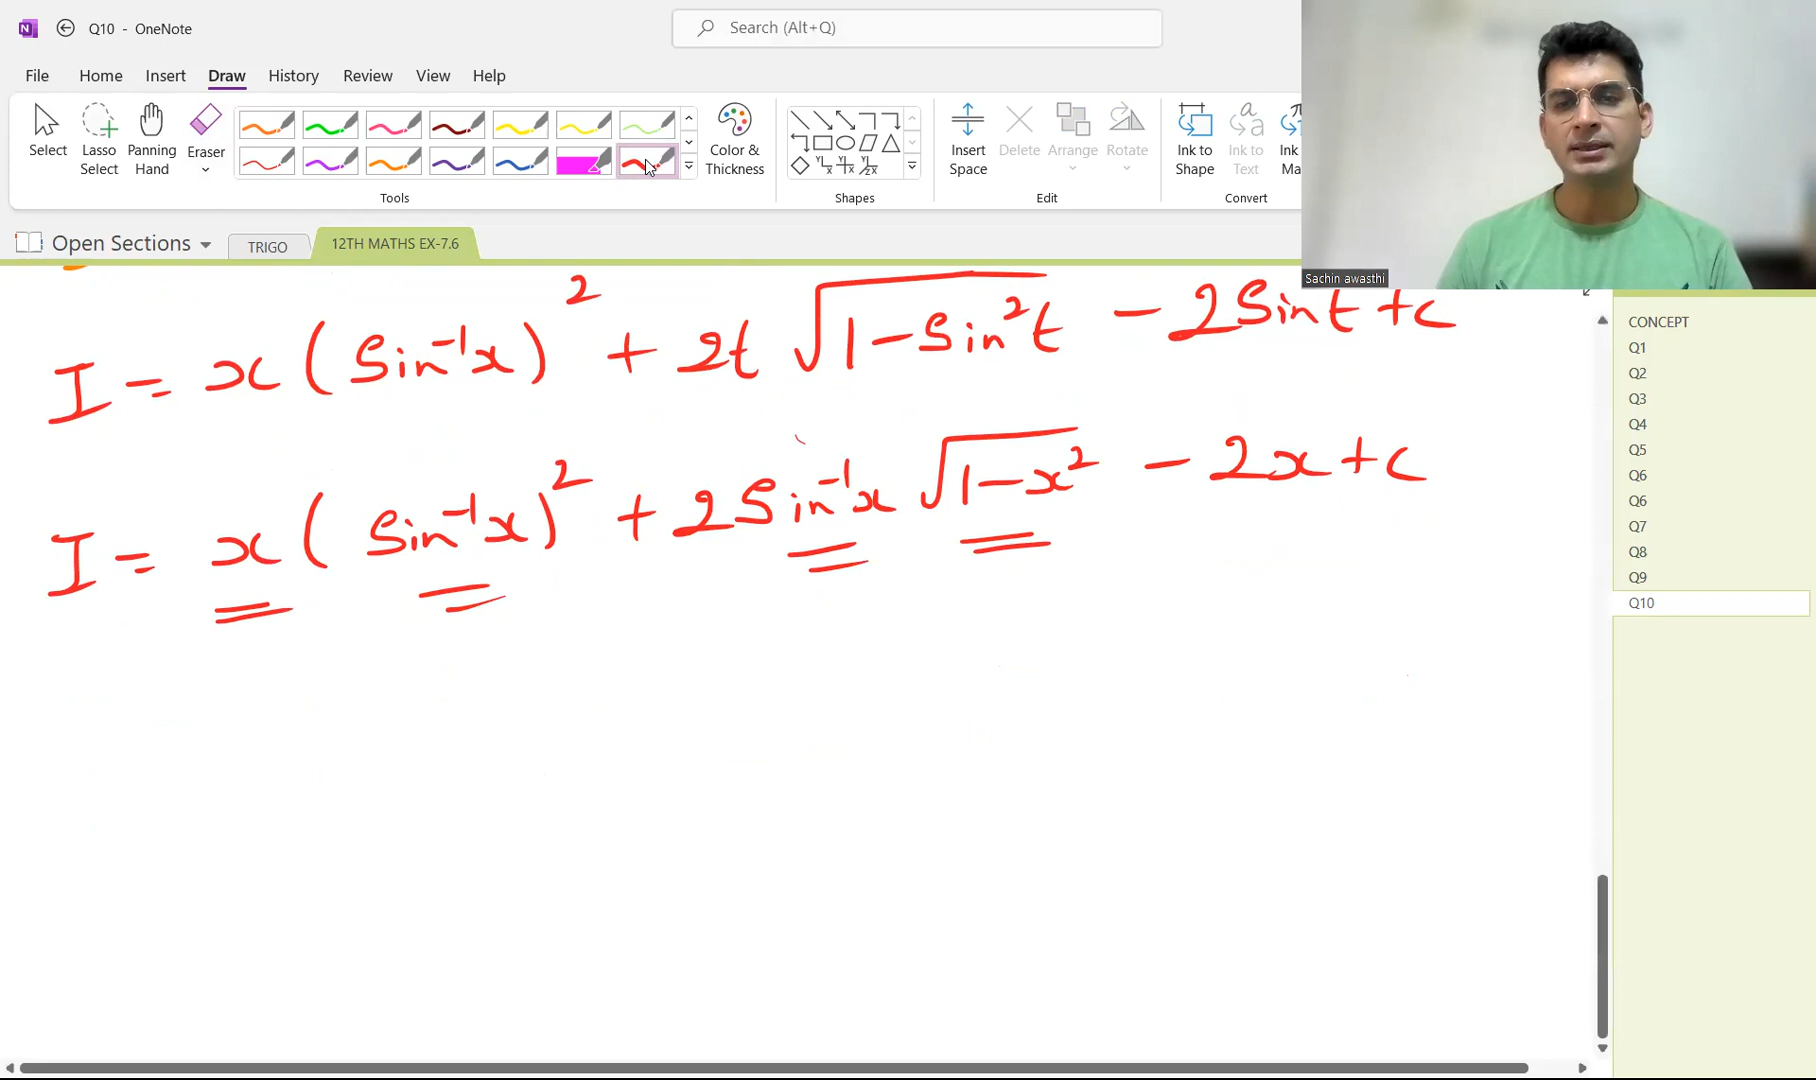 Q10 - OneNote
Search (Alt+Q)
File Home Insert Draw History Review View Help
Select
Lasso Select
Panning Hand
Eraser
Color & Thickness
Insert Space
Delete
Arrange
Rotate
Ink to Shape
Ink to Text
Ink Ma
Tools
Shapes
Edit
Convert
Sachin awasthi
Open Sections
TRIGO
12TH MATHS EX-7.6
I = x (Sin⁻¹x)² + 2t √(1-Sin²t) - 2Sint + c
I = x (Sin⁻¹x)² + 2Sin⁻¹x √(1-x²) - 2x + c
CONCEPT
Q1
Q2
Q3
Q4
Q5
Q6
Q6
Q7
Q8
Q9
Q10